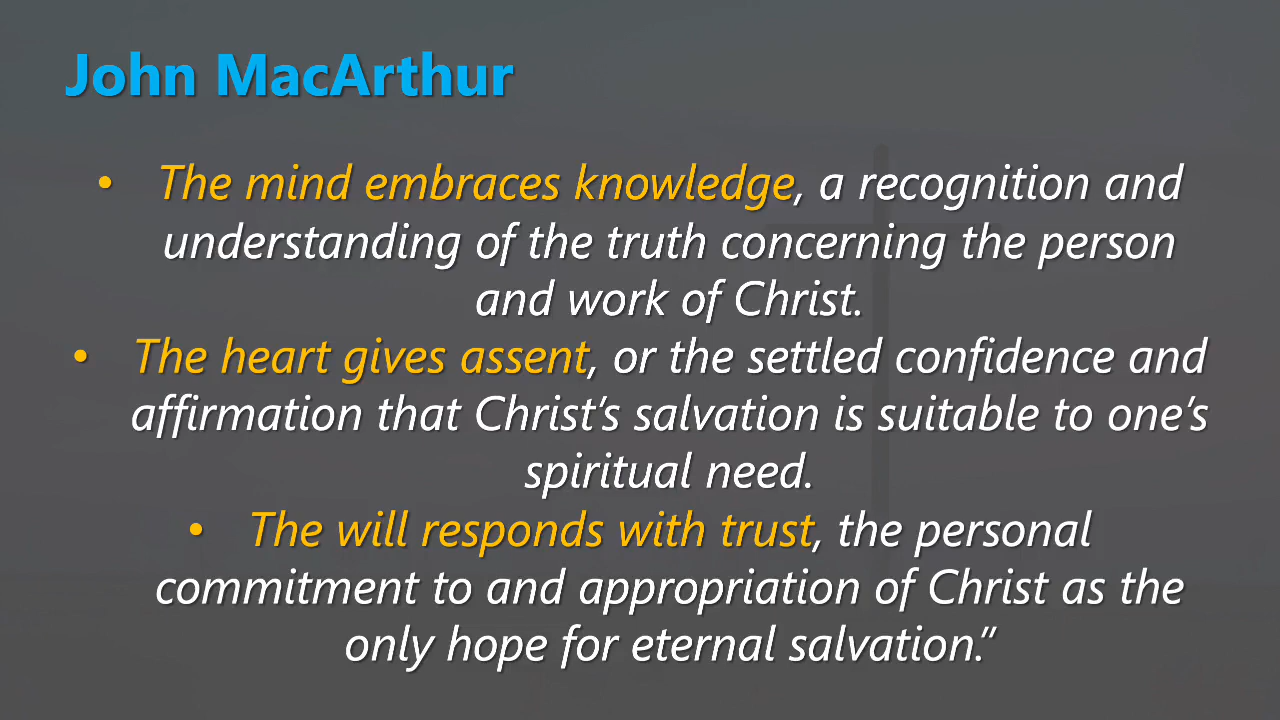 John MacArthur
• The mind embraces knowledge, a recognition and
understanding of the truth concerning the person
and work of Christ.
• The heart gives assent, or the settled confidence and
affirmation that Christ’s salvation is suitable to one’s
spiritual need.
• The will responds with trust, the personal
commitment to and appropriation of Christ as the
only hope for eternal salvation.”